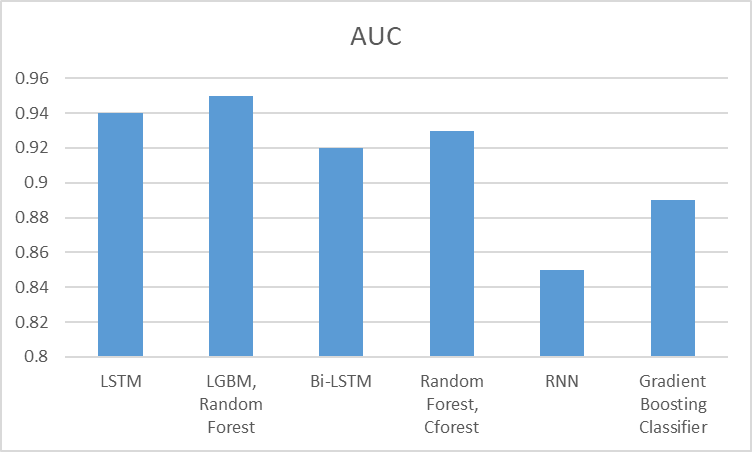 AUC
0.96
0.94
0.92
0.9
0.88
0.86
0.84
0.82
0.8
LSTM
LGBM,
Random
Forest
Bi-LSTM
Random
Forest,
Cforest
RNN
Gradient
Boosting
Classifier